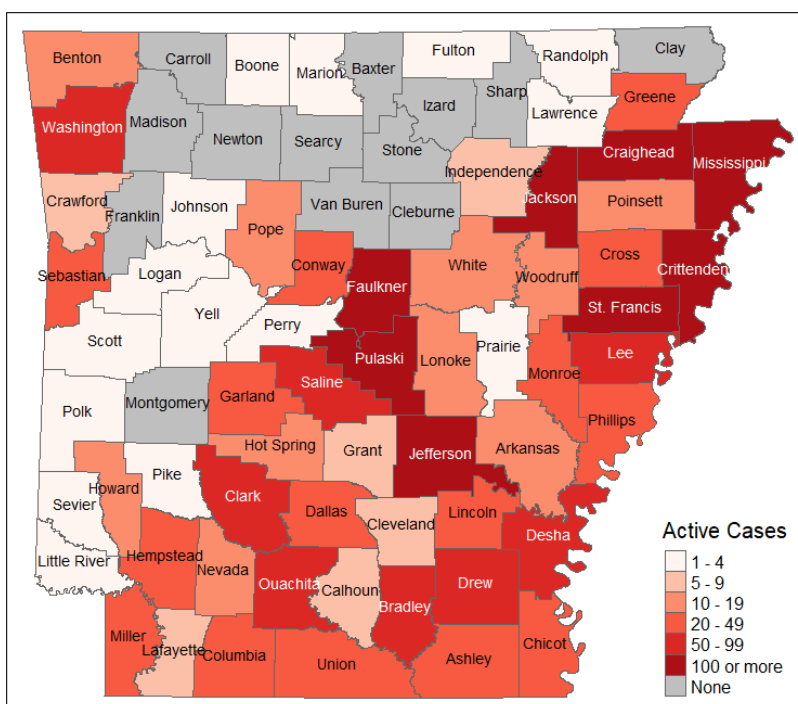 Benton
Carroll
Boone
Marion
Baxter
Fulton
Sharp
Randolph
Clay
Washington
Madison
Newton
Searcy
Stone
Izard
Lawrence
Greene
Crawford
Franklin
Johnson
Pope
Van Buren
Cleburne
Independence
Jackson
Craighead
Mississippi
Poinsett
Sebastian
Logan
Conway
Faulkner
White
Woodruff
Cross
Crittenden
Scott
Yell
Perry
Pulaski
Lonoke
Prairie
St. Francis
Lee
Monroe
Phillips
Polk
Montgomery
Garland
Saline
Hot Spring
Grant
Jefferson
Arkansas
Sevier
Howard
Pike
Clark
Dallas
Cleveland
Lincoln
Desha
Little River
Hempstead
Nevada
Ouachita
Calhoun
Bradley
Drew
Chicot
Miller
Lafayette
Columbia
Union
Ashley
Active Cases
1 - 4
5 - 9
10 - 19
20 - 49
50 - 99
100 or more
None